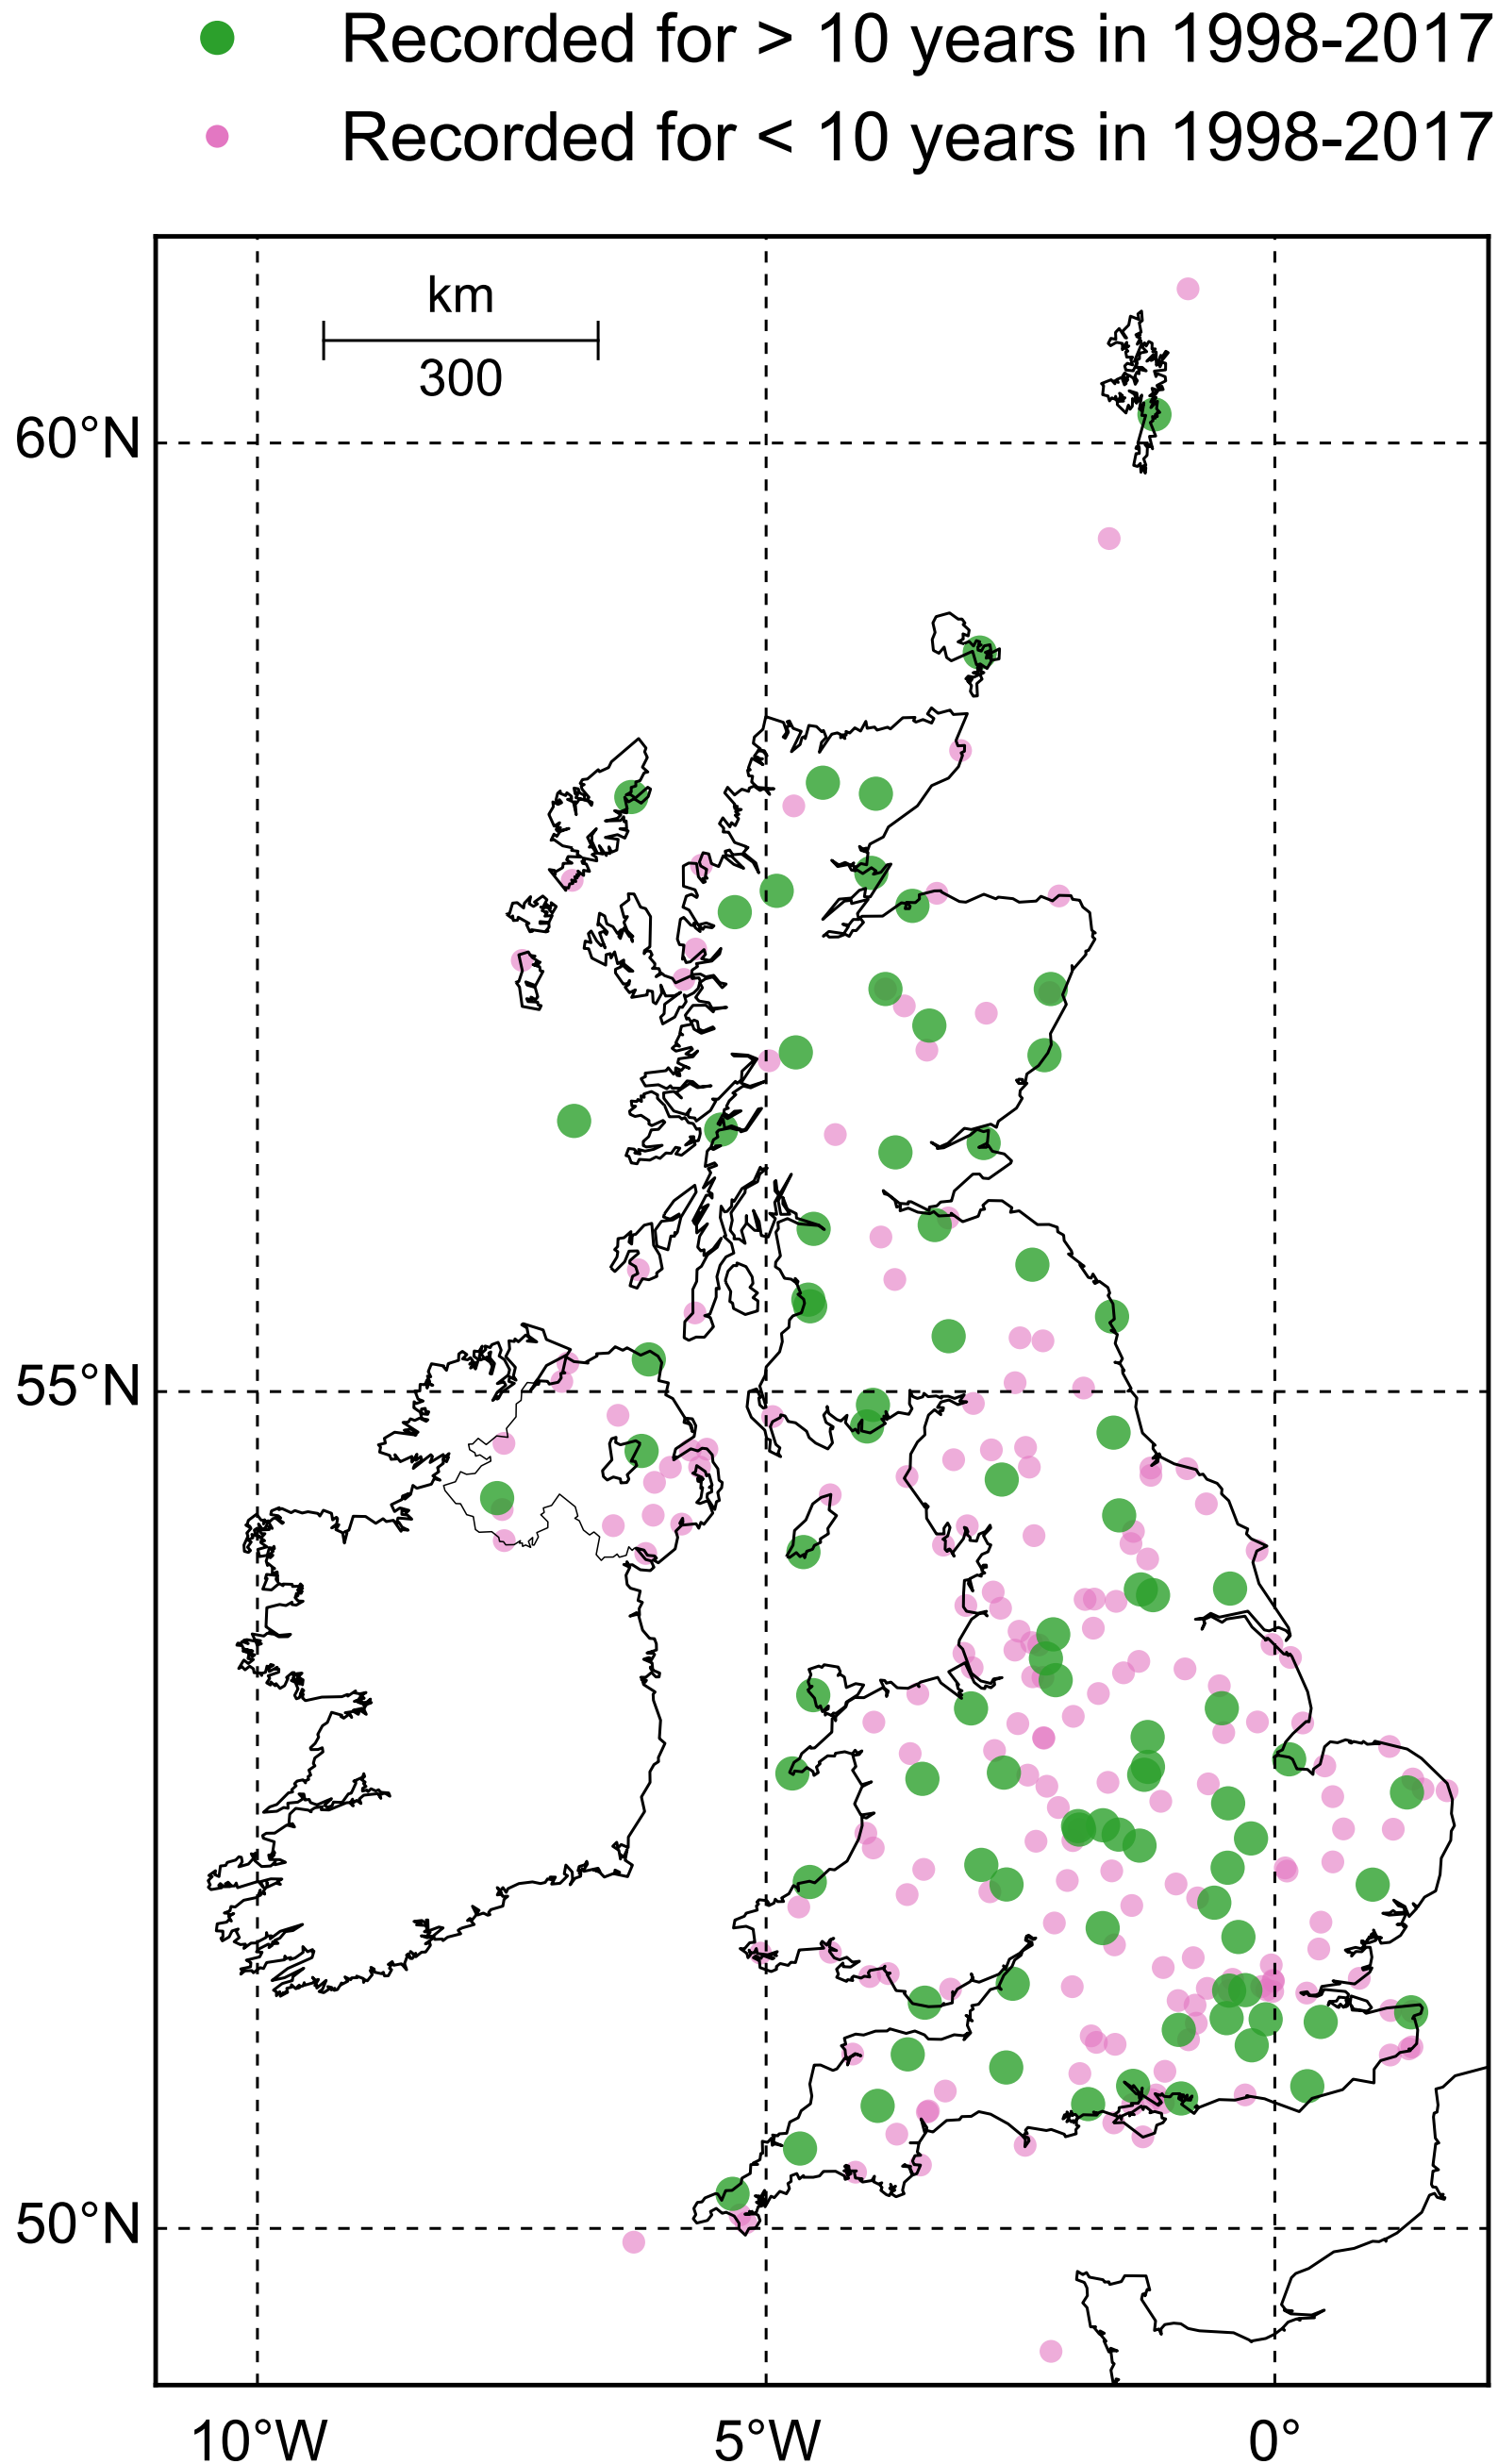 Recorded for > 10 years in 1998-2017
Recorded for < 10 years in 1998-2017
km
300
60°N
55°N
50°N
10°W
5°W
0°